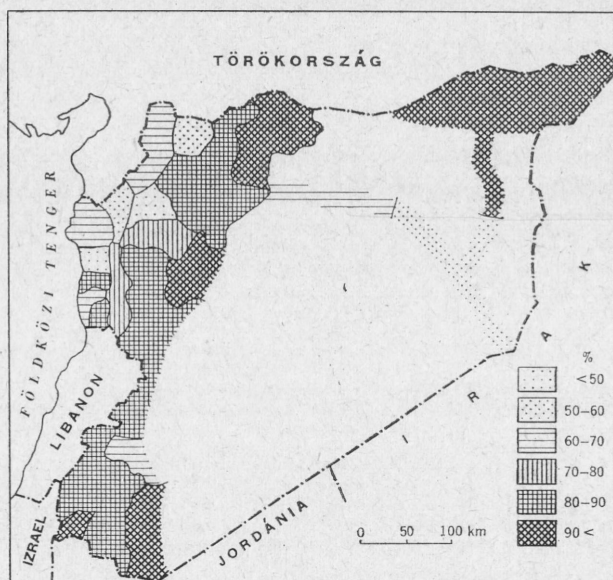 TÖRÖKORSZÁG
FÖLDKÖZI TENGER
LIBANON
IZRAEL
JORDÁNIA
I R A K
%
<50
50–60
60–70
70–80
80–90
90<
0 50 100 km